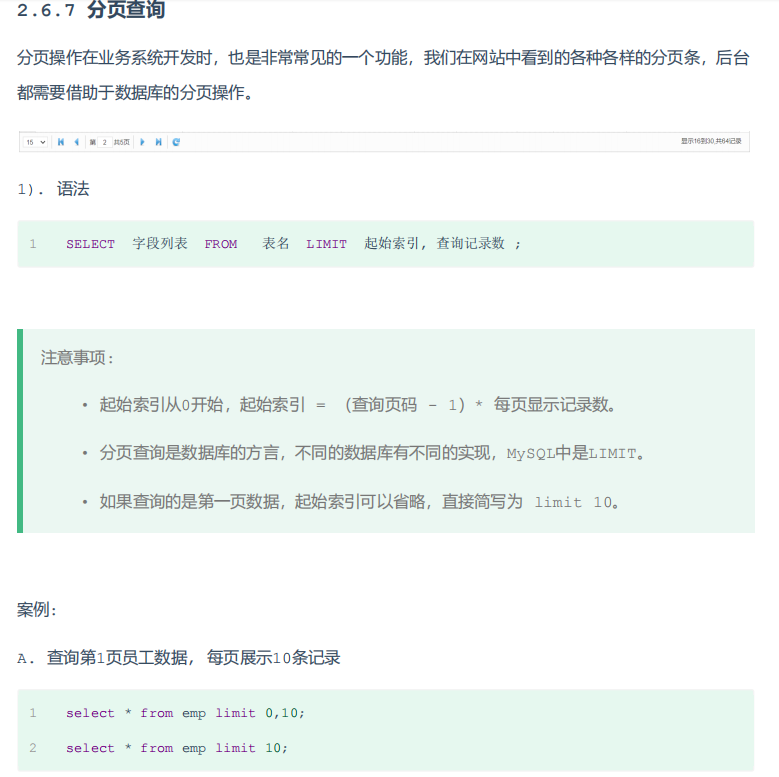 2.6.7 分页查询
分页操作在业务系统开发时，也是非常常见的一个功能，我们在网站中看到的各种各样的分页条，后台
都需要借助于数据库的分页操作。
15 第 2 共5页 显示16到30,共64记录
1). 语法
1 SELECT 字段列表 FROM 表名 LIMIT 起始索引, 查询记录数 ;
注意事项:
• 起始索引从0开始，起始索引 = （查询页码 - 1）* 每页显示记录数。
• 分页查询是数据库的方言，不同的数据库有不同的实现，MySQL中是LIMIT。
• 如果查询的是第一页数据，起始索引可以省略，直接简写为 limit 10。
案例:
A. 查询第1页员工数据, 每页展示10条记录
1 select * from emp limit 0,10;
2 select * from emp limit 10;